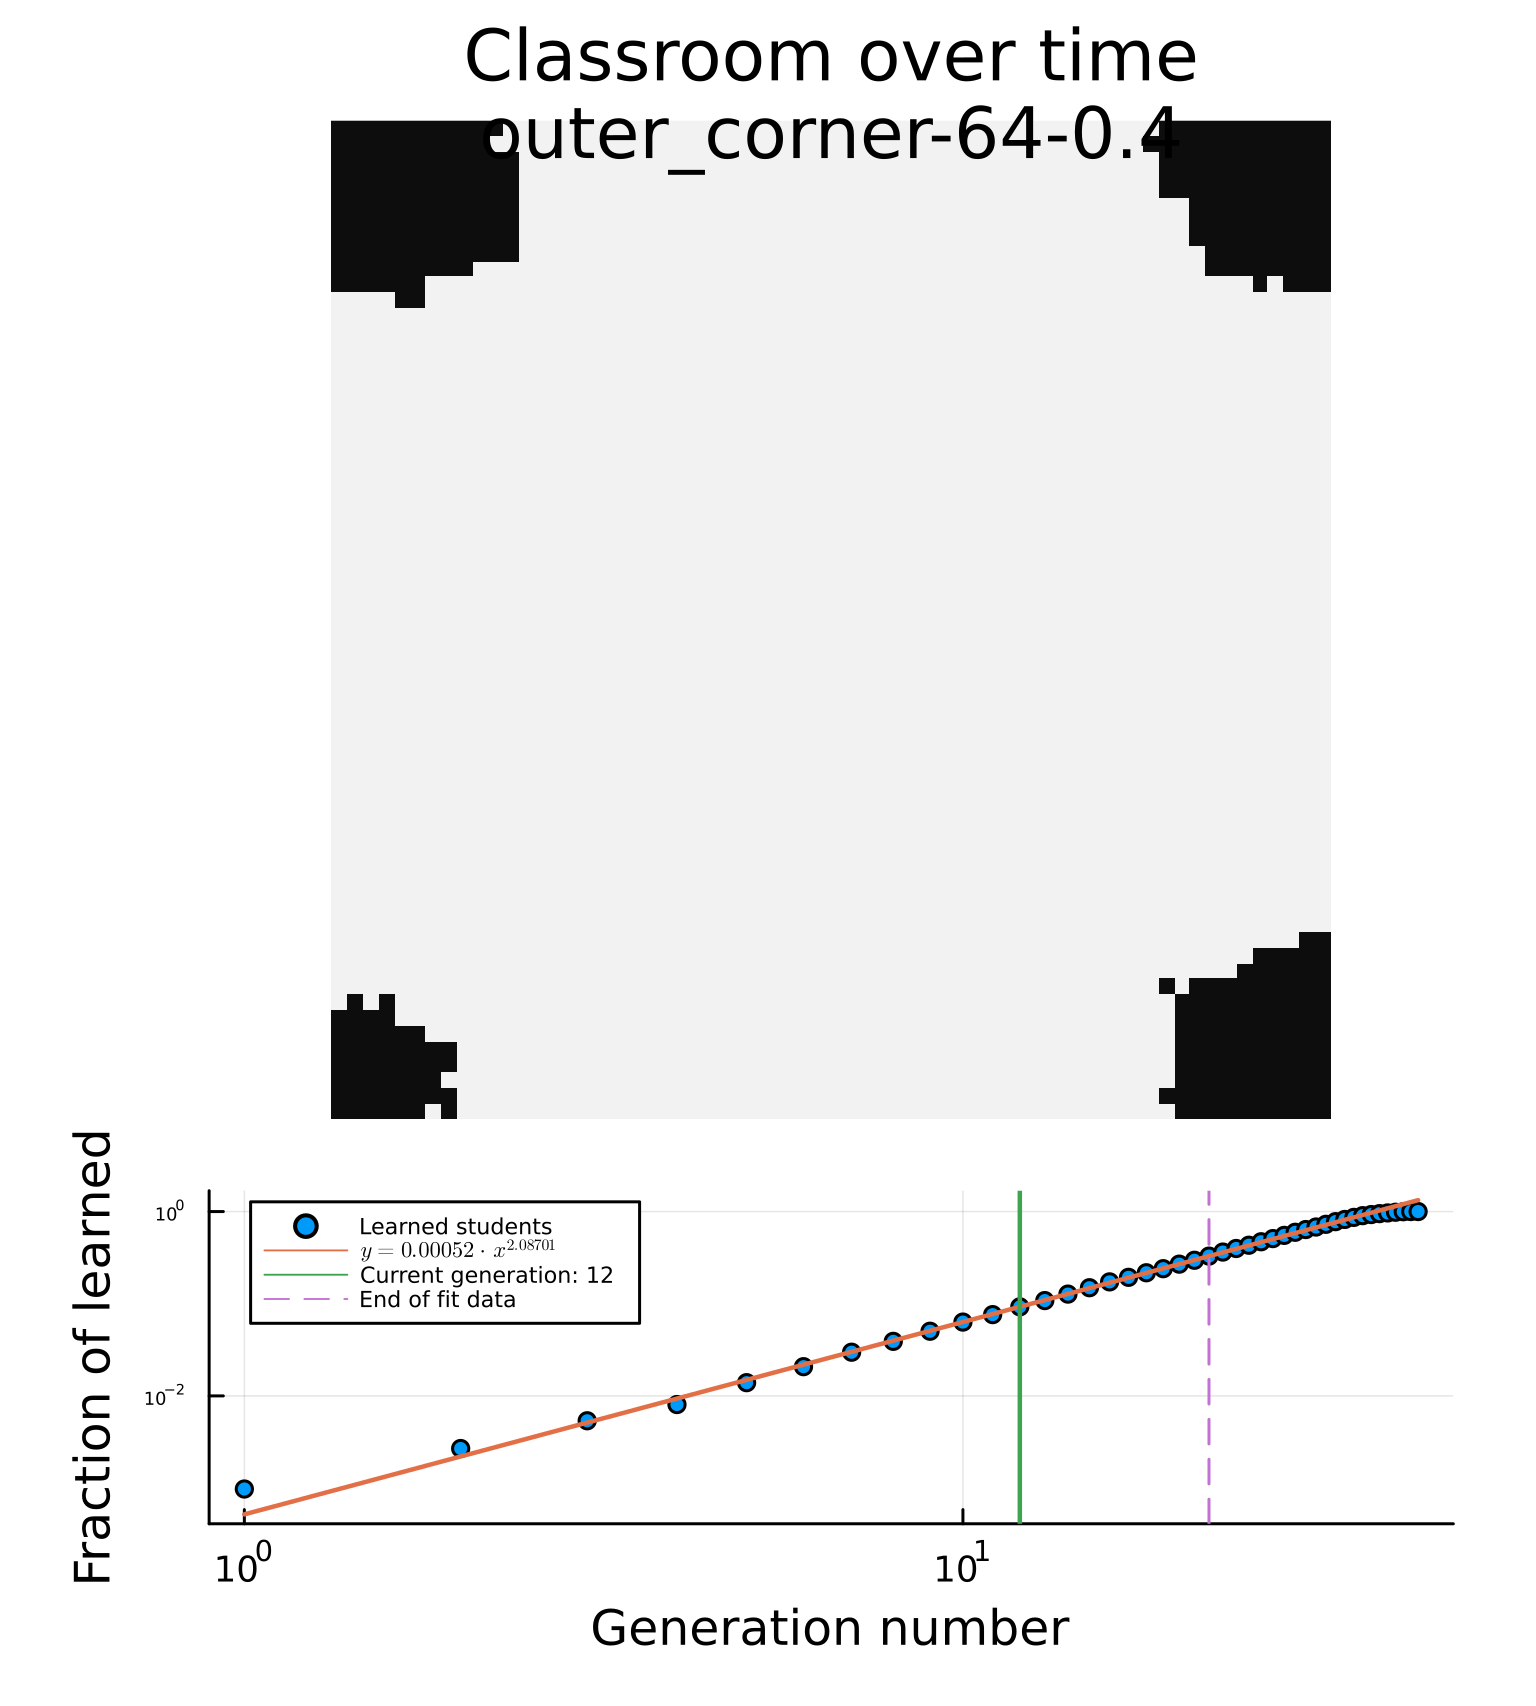 Classroom over time
outer_corner-64-0.4
Fraction of learned
10^0
10^−2
Learned students
y = 0.00052 · x^2.08701
Current generation: 12
End of fit data
10^0
10^1
Generation number